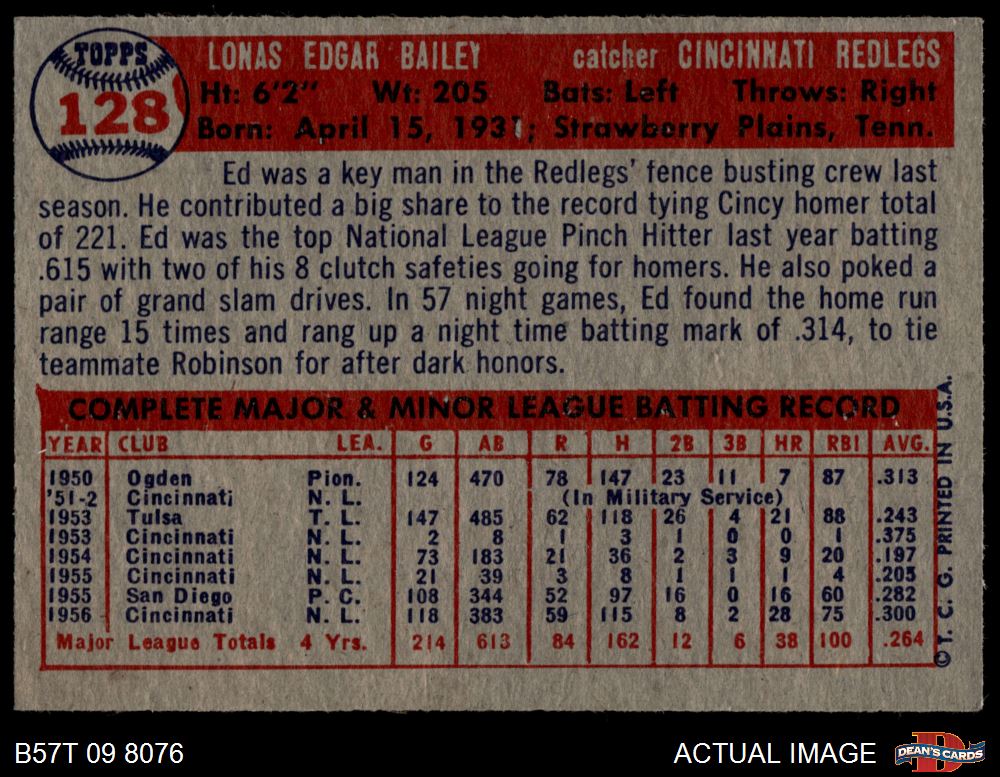 TOPPS
128
LONAS EDGAR BAILEY catcher CINCINNATI REDLEGS
Ht: 6'2" Wt: 205 Bats: Left Throws: Right
Born: April 15, 1931; Strawberry Plains, Tenn.
Ed was a key man in the Redlegs' fence busting crew last
season. He contributed a big share to the record tying Cincy homer total
of 221. Ed was the top National League Pinch Hitter last year batting
.615 with two of his 8 clutch safeties going for homers. He also poked a
pair of grand slam drives. In 57 night games, Ed found the home run
range 15 times and rang up a night time batting mark of .314, to tie
teammate Robinson for after dark honors.
COMPLETE MAJOR & MINOR LEAGUE BATTING RECORD
YEAR CLUB LEA. G AB R H 2B 3B HR RBI AVG.
1950 Ogden Pion. 124 470 78 147 23 11 7 87 .313
'51-2 Cincinnati N. L. (In Military Service)
1953 Tulsa T. L. 147 485 62 118 26 4 21 88 .243
1953 Cincinnati N. L. 2 8 1 3 1 0 0 1 .375
1954 Cincinnati N. L. 73 183 21 36 2 3 9 20 .197
1955 Cincinnati N. L. 21 39 3 8 1 1 1 4 .205
1955 San Diego P. C. 108 344 52 97 16 0 16 60 .282
1956 Cincinnati N. L. 118 383 59 115 8 2 28 75 .300
Major League Totals 4 Yrs. 214 613 84 162 12 6 38 100 .264
© T. C. G. PRINTED IN U.S.A.
B57T 09 8076 ACTUAL IMAGE DEAN'S CARDS